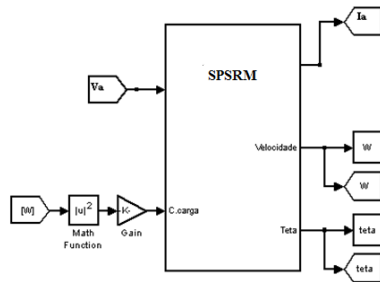 Ia
SPSRM
Va
Velocidade
W
W
[W]
|u|²
-K-
C.carga
Math
Function
Gain
Teta
teta
teta